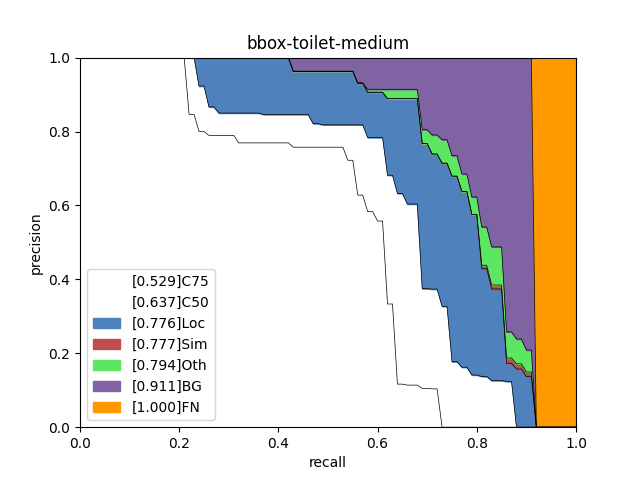 bbox-toilet-medium
precision
1.0
0.8
0.6
0.4
0.2
0.0
[0.529]C75
[0.637]C50
[0.776]Loc
[0.777]Sim
[0.794]Oth
[0.911]BG
[1.000]FN
0.0 0.2 0.4 0.6 0.8 1.0
recall